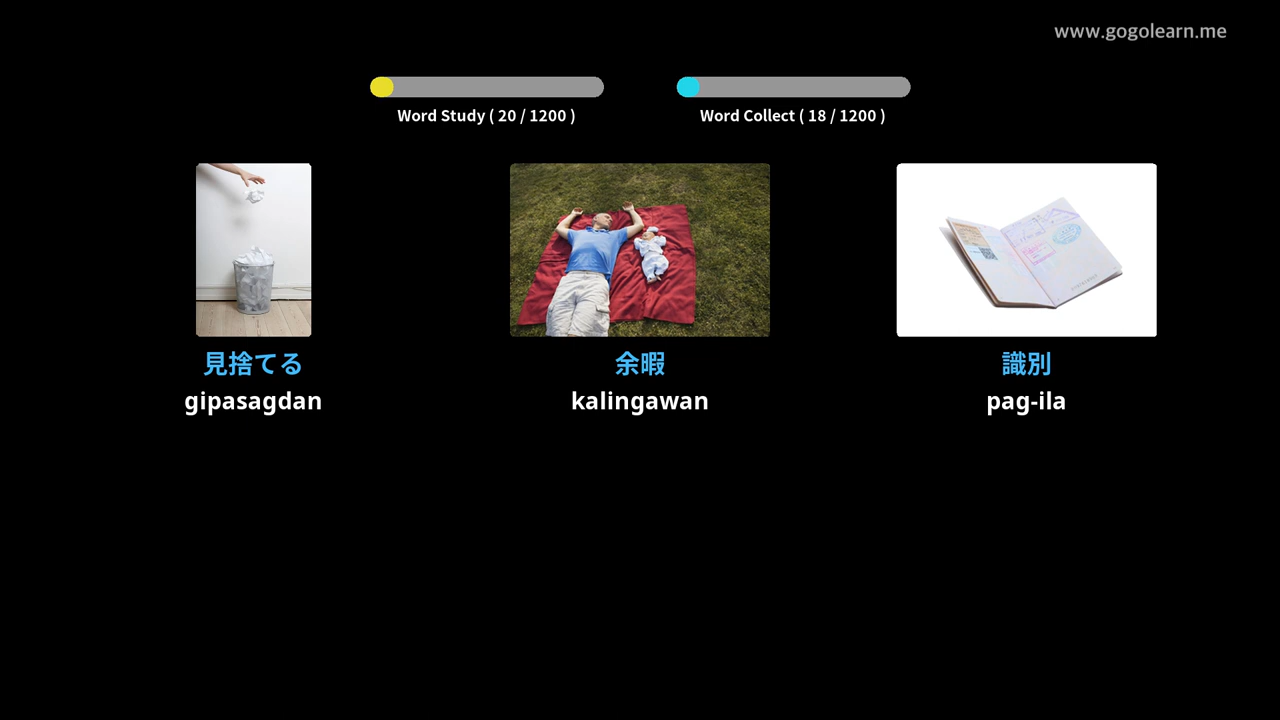 www.gogolearn.me
Word Study ( 20 / 1200 )
Word Collect ( 18 / 1200 )
見捨てる
gipasagdan
余暇
kalingawan
識別
pag-ila